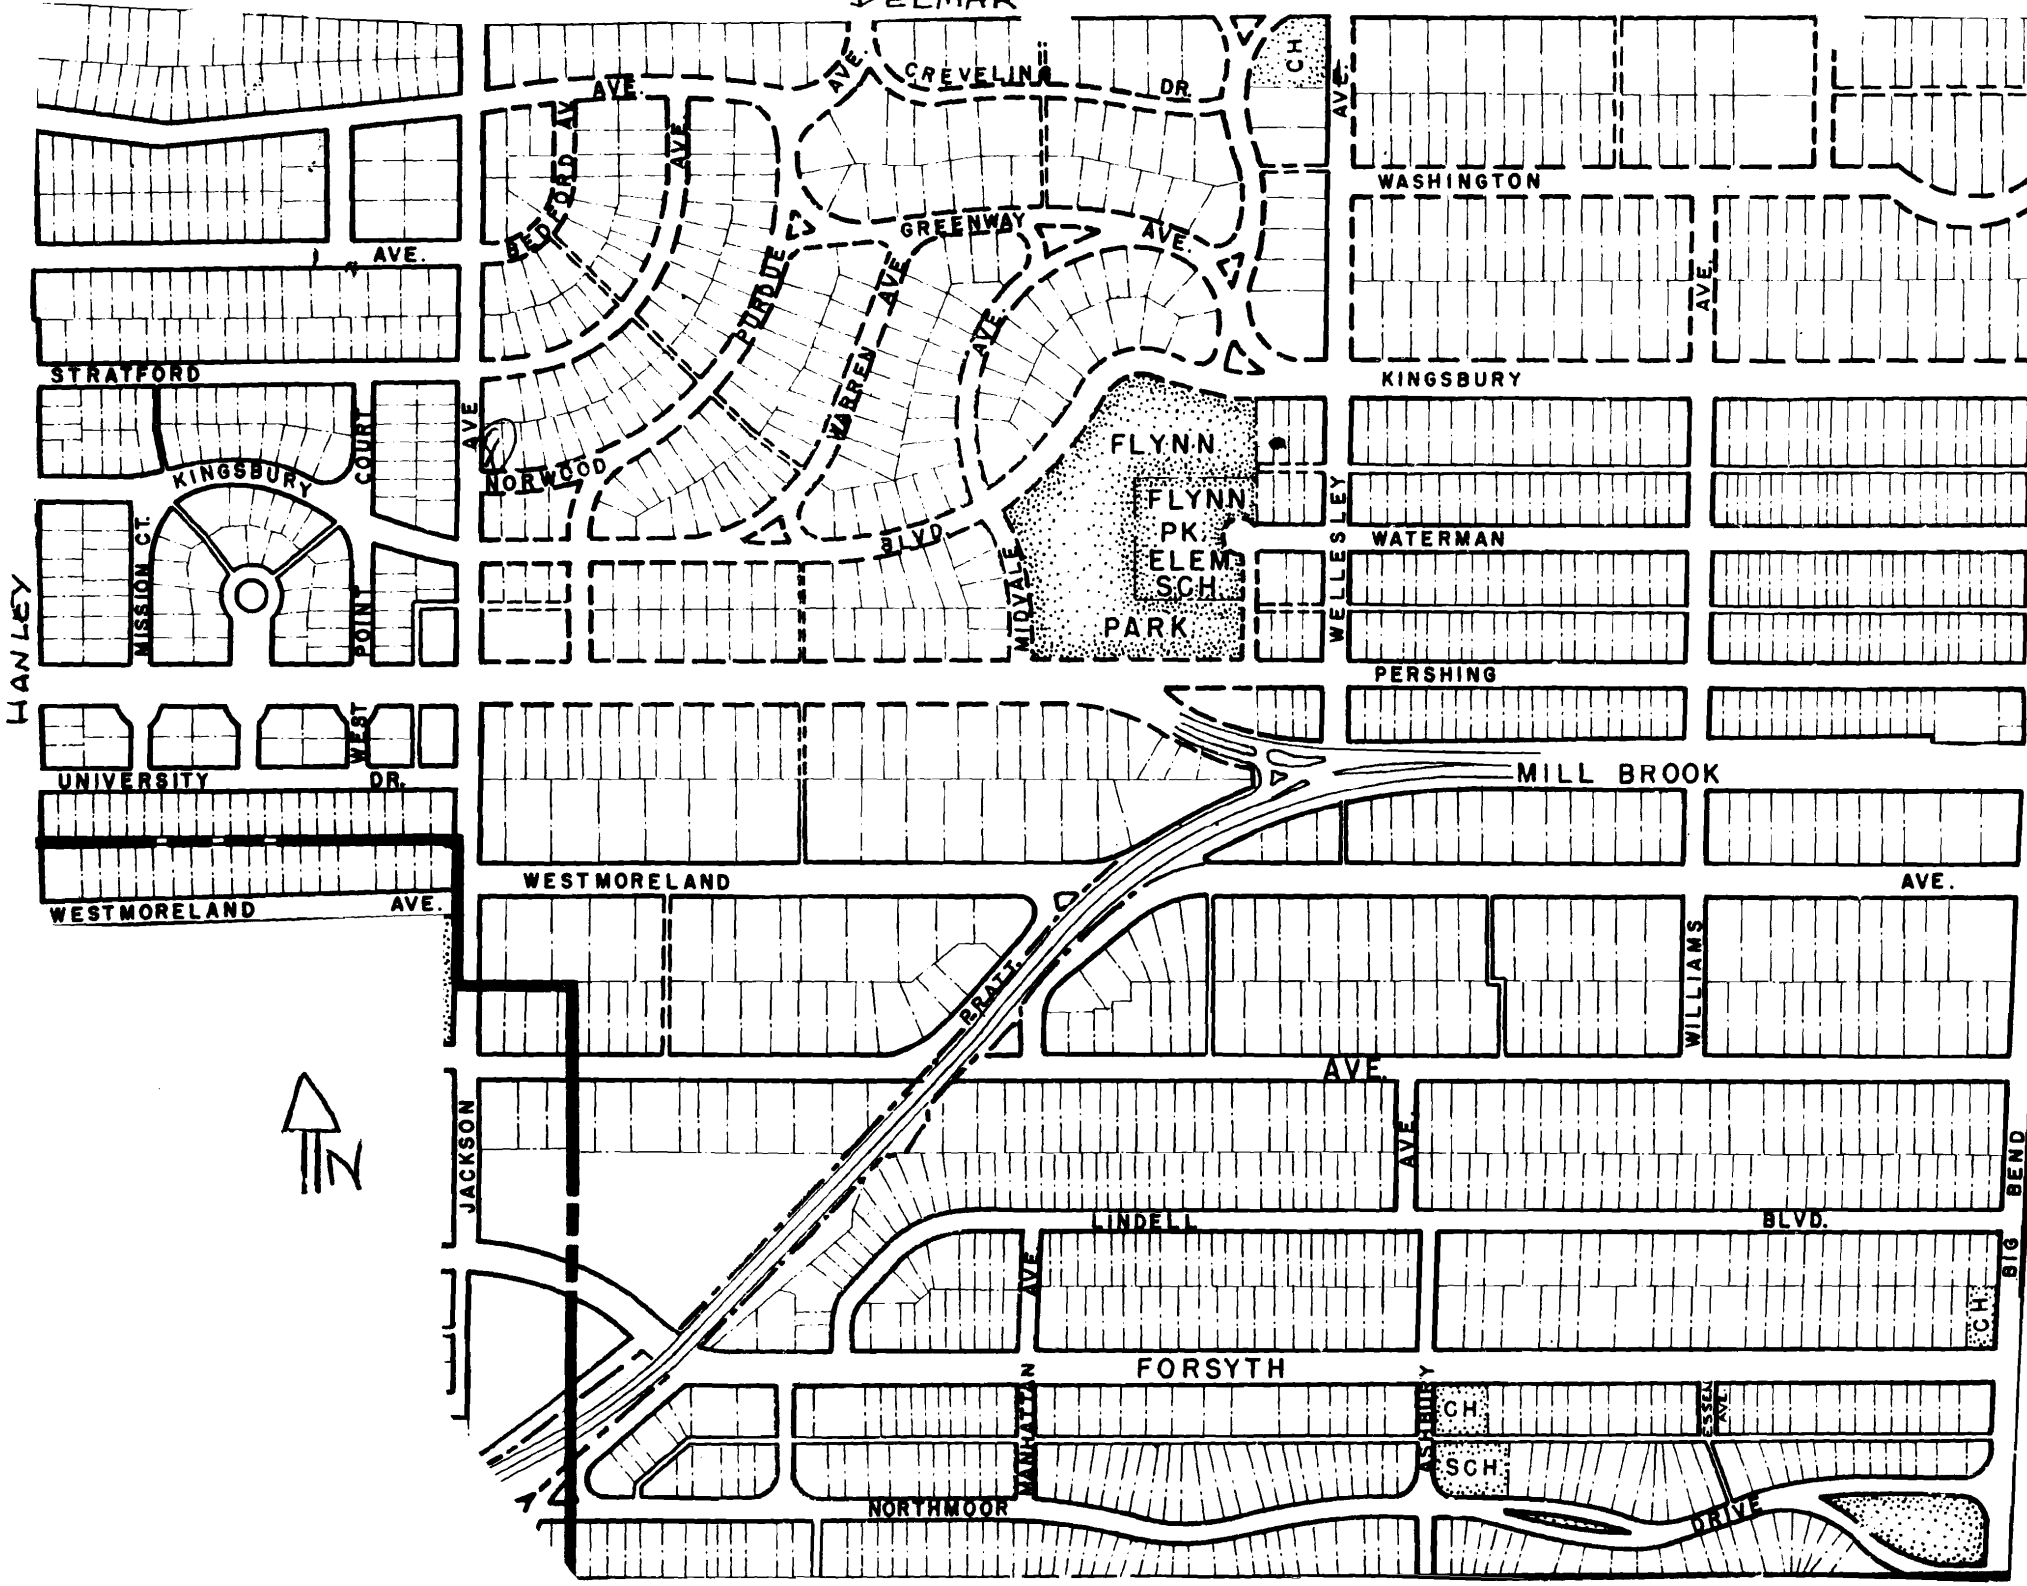 DELMAR
AVE.
CREVELING
DR.
CH
AVE.
AVE.
BEDFORD AV
AVE.
WASHINGTON
GREENWAY
AVE.
AVE.
PURDUE
AVE
AVE.
AVE.
WARREN
STRATFORD
KINGSBURY
AVE
COURT
KINGSBURY
NORWOOD
FLYNN
FLYNN
PK.
ELEM
SCH.
PARK
BLVD
WATERMAN
WELLESLEY
MISSION CT.
POINT
MIDVALE
HANLEY
PERSHING
WEST
UNIVERSITY
DR.
MILL BROOK
WESTMORELAND
AVE.
WESTMORELAND
AVE.
WILLIAMS
PRATT
AVE.
N
JACKSON
AVE.
BIG BEND
LINDELL
BLVD.
AVE
CH
FORSYTH
MANHATTAN
ASHBURY
CH
ESSEX
AVE.
SCH
NORTHMOOR
DRIVE